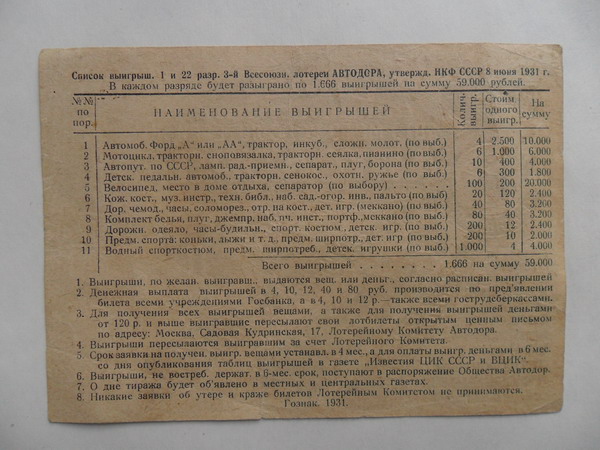 Список выигрыш. 1 и 22 разр. 3-й Всесоюзн. лотереи АВТОДОРА, утвержд. НКФ СССР 8 июня 1931 г.
В каждом разряде будет разыграно по 1.666 выигрышей на сумму 59.000 рублей.
№№ по пор. НАИМЕНОВАНИЕ ВЫИГРЫШЕЙ Колич. выигр. Стоим. одного выигр. На сумму
1 Автомоб. Форд „А" или „АА", трактор, инкуб., сложн. молот. (по выб.) 4 2.500 10.000
2 Мотоцикл, тракторн. сноповязалка, тракторн. сеялка, пианино (по выб.) 6 1.000 6.000
3 Автопут. по СССР, ламп. рад.-приемн., сепарат., плуг, борона (по выб.) 10 400 4.000
4 Детск. педальн. автомоб., тракторн. сенокос., охотн. ружье (по выб.) 6 300 1.800
5 Велосипед, место в доме отдыха, сепаратор (по выбору) . . . . . . . 100 200 20.000
6 Кож. кост., муз. инстр., техн. библ., наб. сад.-огор. инв., пальто (по выб) 20 120 2.400
7 Дор. чемод., часы, соломорез., отр. на кост., дет. игр. (меккано) (по выб.) 40 80 3.200
8 Комплект белья, плуг, джемпр, наб. пч. инст., портф., меккано (по выб) 80 40 3.200
9 Дорожн. одеяло, часы-будильн., спорт. костюм, детск. игр. (по выб) 200 12 2.400
10 Предм. спорта: коньки, лыжи и т. д., предм. ширпотр., дет. игр (по выб) 200 10 2.000
11 Водный спорткостюм, предм. ширпотреб., детск. игрушки (по выб) 1.000 4 4.000
Всего выигрышей . . . . . . . . 1.666 на сумму 59.000
1. Выигрыши, по желан. выигравш., выдаются вещ. или деньг., согласно расписан. выигрышей
2. Денежная выплата выигрышей в 4, 10, 12, 40 и 80 руб. производится по пред'явлении
билета всеми учреждениями Госбанка, а в 4, 10 и 12 р.—также всеми гострудсберкассами.
3. Для получения всех выигрышей вещами, а также для получения выигрышей деньгами
от 120 р. и выше выигравшие пересылают свои лотбилеты открытым ценным письмом
по адресу: Москва, Садовая Кудринская, 17, Лотерейному Комитету Автодора.
4. Выигрыши пересылаются выигравшим за счет Лотерейного Комитета.
5. Срок заявки на получен. выигр. вещами устанавл. в 4 мес., а для оплаты выигр. деньгами в 6 мес.
со дня опубликования таблиц выигрышей в газете „Известия ЦИК СССР и ВЦИК".
6. Выигрыши, не востреб. держат. в 6-мес. срок, поступают в распоряжение Общества Автодор.
7. О дне тиража будет об'явлено в местных и центральных газетах.
8. Никакие заявки об утере и краже билетов Лотерейным Комитетом не принимаются.
Гознак. 1931.